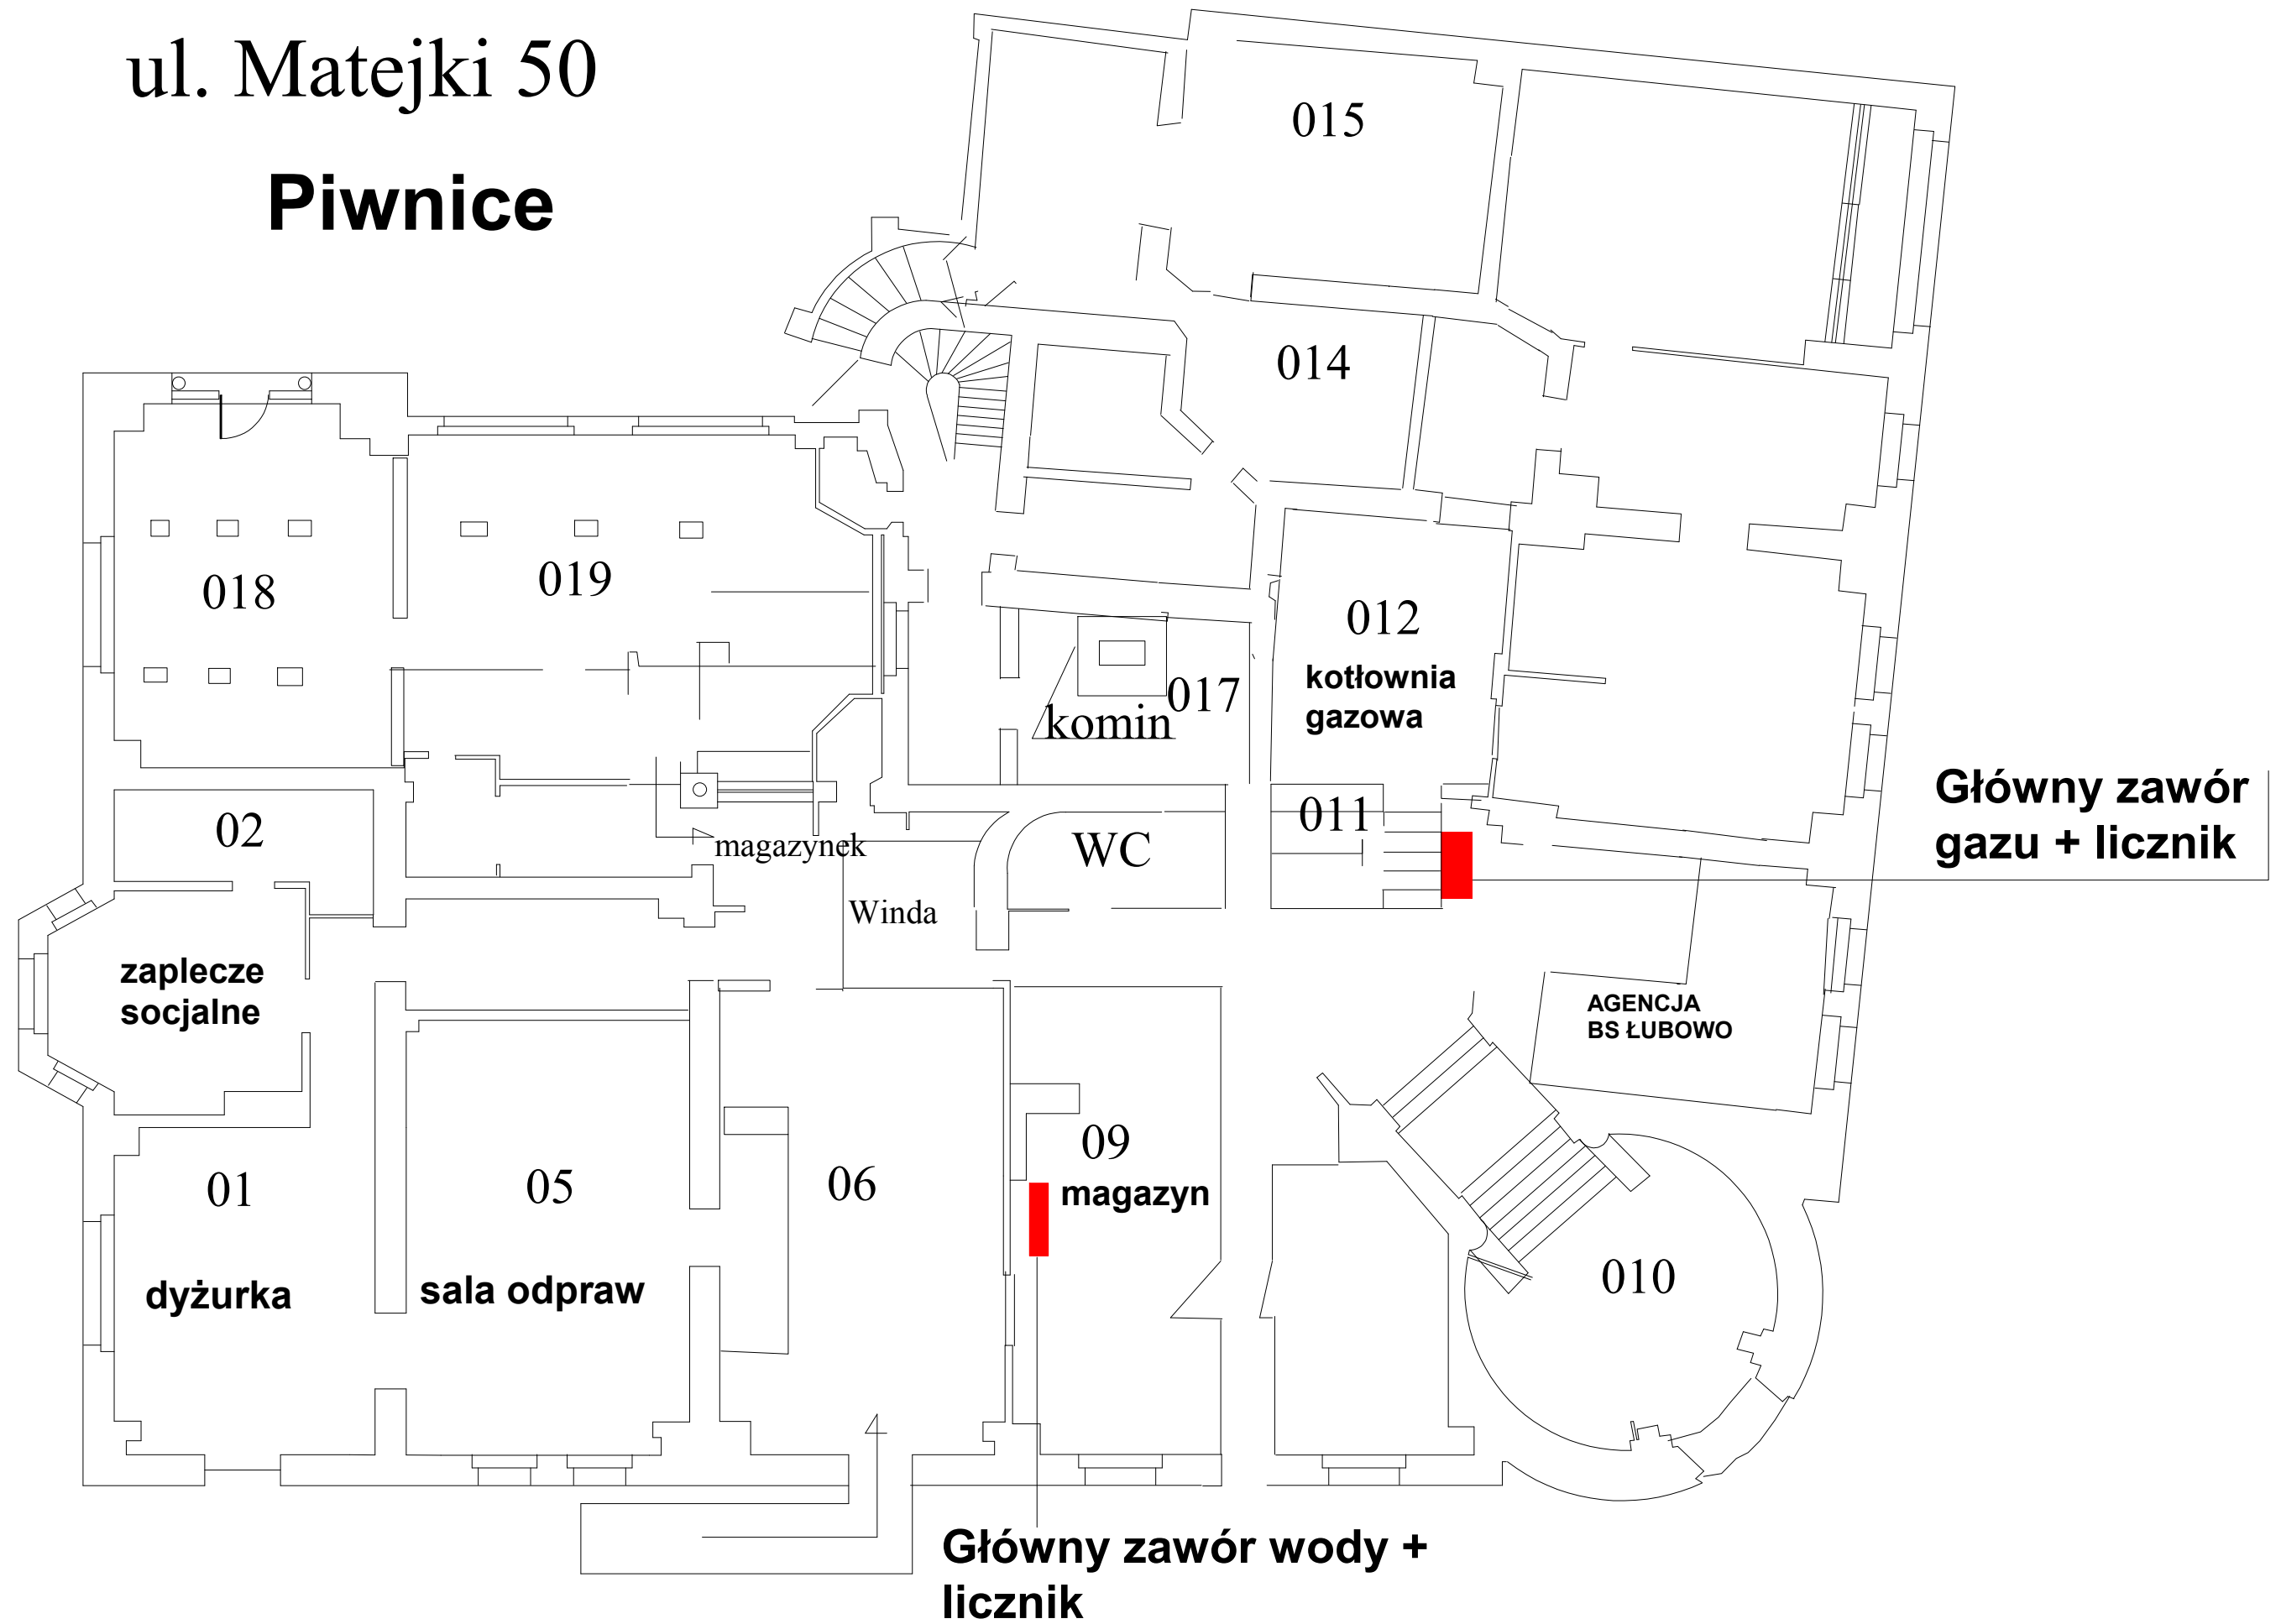 ul. Matejki 50
Piwnice
015
014
018
019
012
kotłownia
gazowa
017
komin
Główny zawór
gazu + licznik
02
011
magazynek
WC
Winda
zaplecze
socjalne
AGENCJA
BS ŁUBOWO
09
magazyn
01
05
06
dyżurka
sala odpraw
010
Główny zawór wody +
licznik